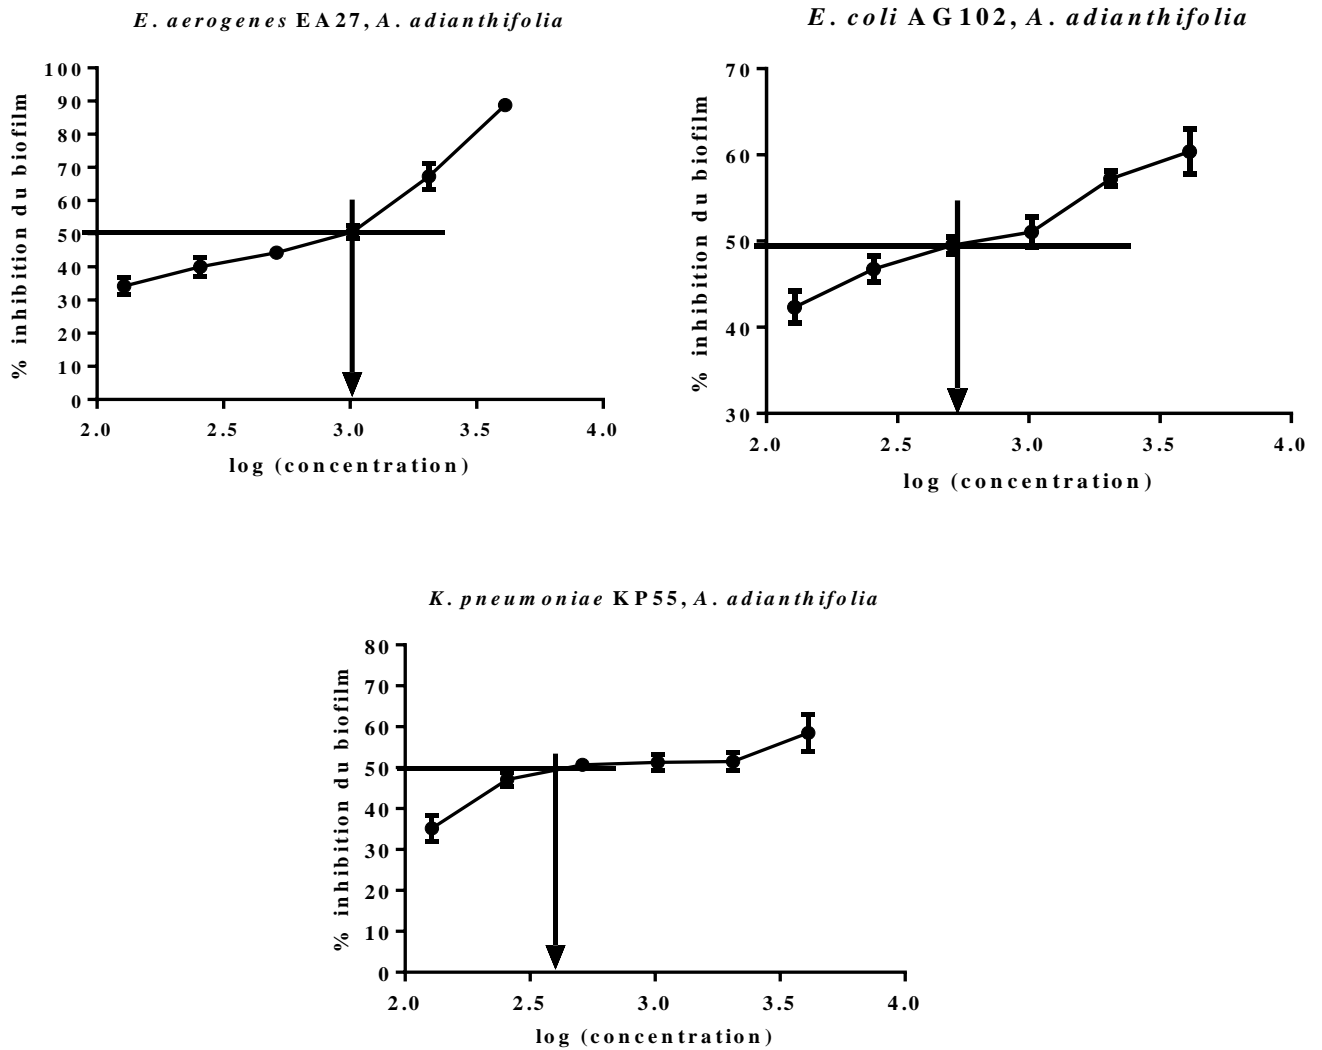 E. aerogenes EA27, A. adianthifolia
% inhibition du biofilm
100
90
80
70
60
50
40
30
20
10
0
2.0 2.5 3.0 3.5 4.0
log (concentration)
E. coli AG102, A. adianthifolia
% inhibition du biofilm
70
60
50
40
30
2.0 2.5 3.0 3.5 4.0
log (concentration)
K. pneumoniae KP55, A. adianthifolia
% inhibition du biofilm
80
70
60
50
40
30
20
10
0
2.0 2.5 3.0 3.5 4.0
log (concentration)